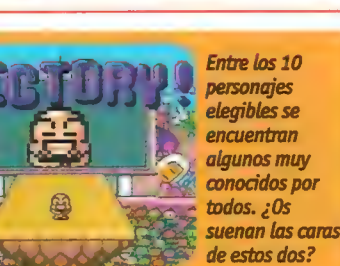 CTORY!
Entre los 10
personajes
elegibles se
encuentran
algunos muy
conocidos por
todos. ¿Os
suenan las caras
de estos dos?